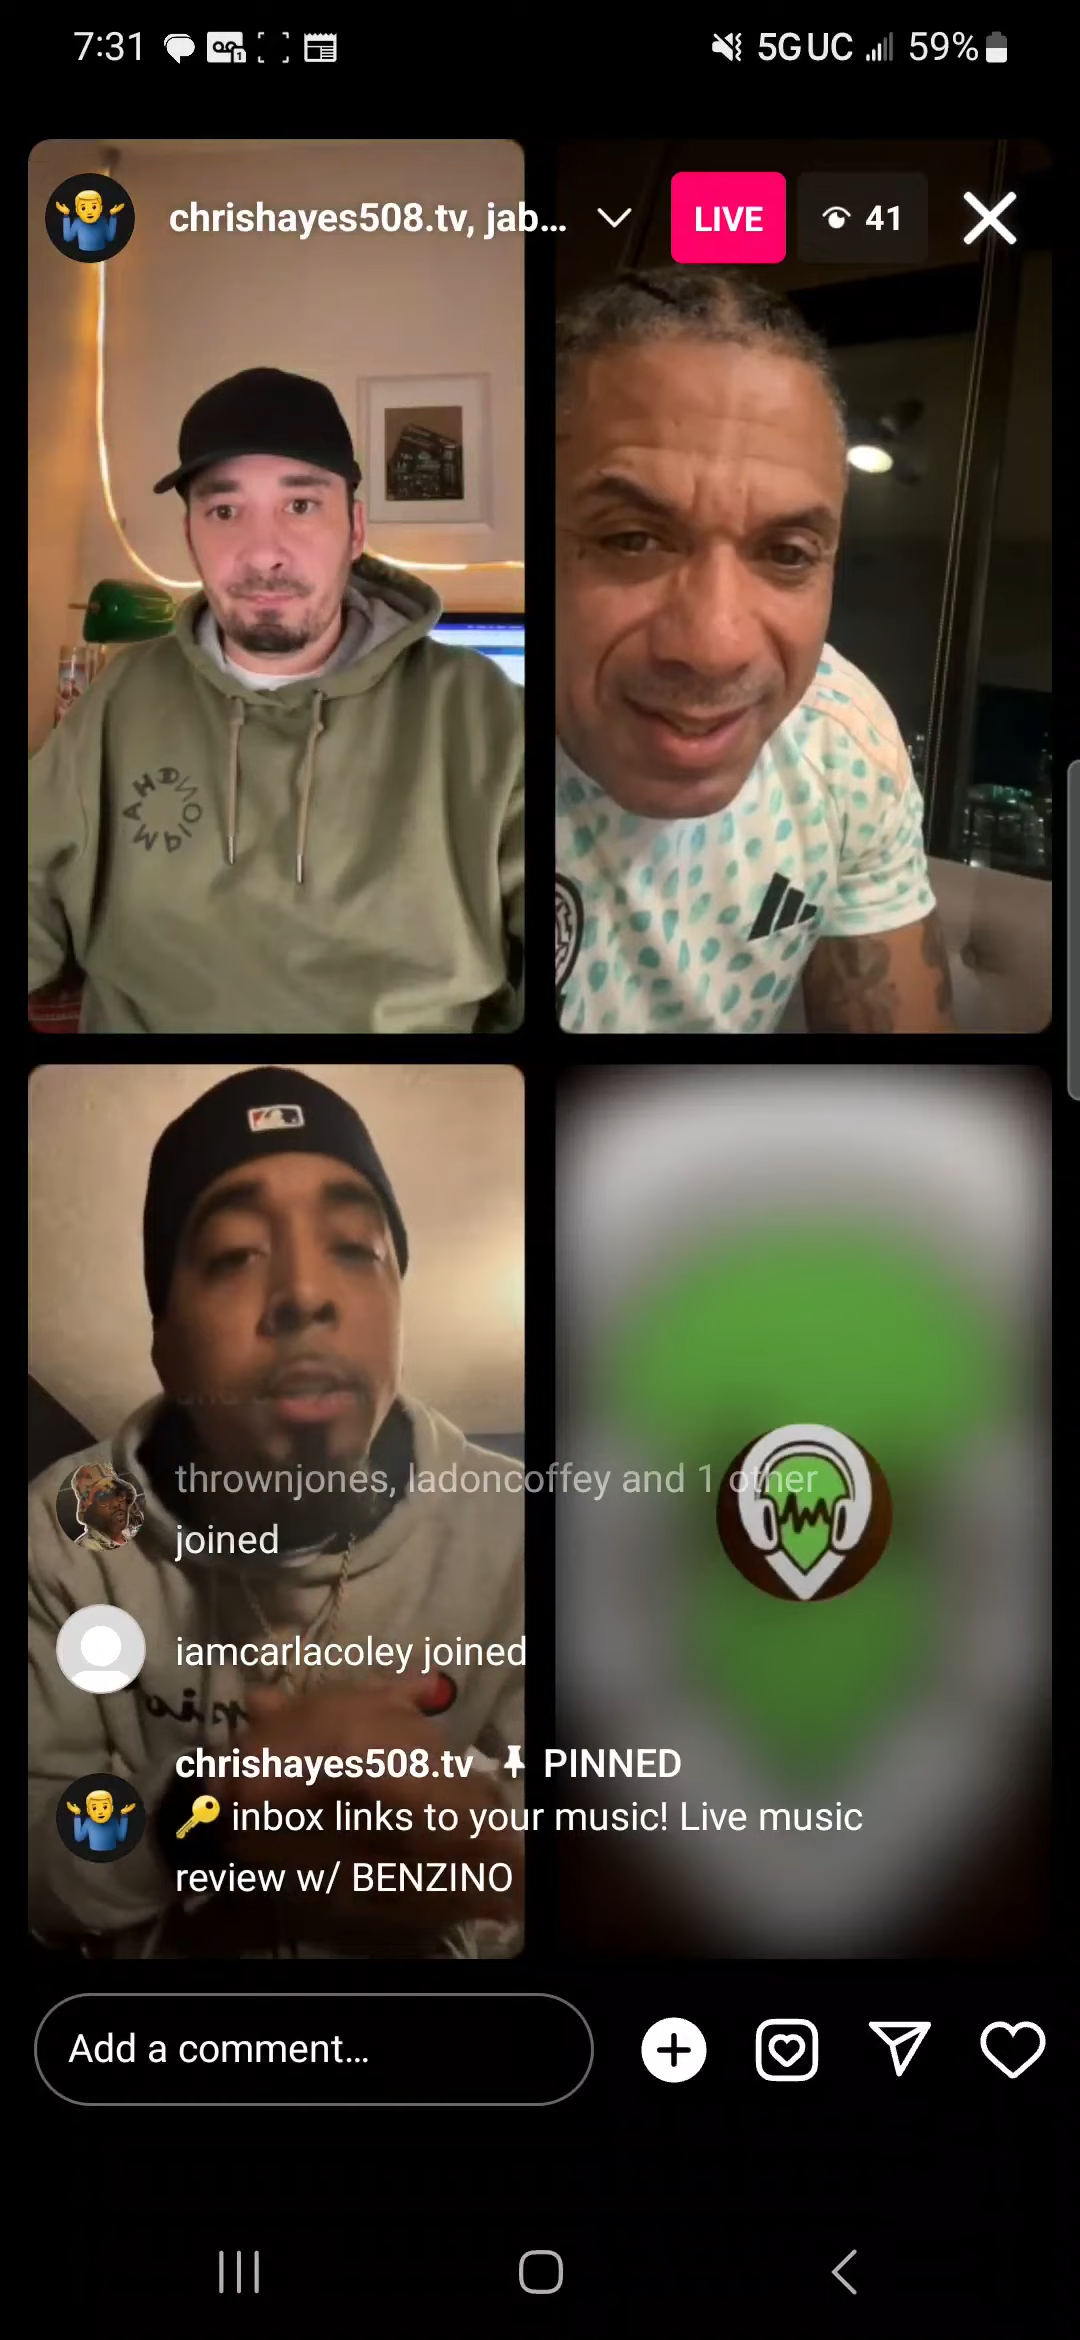 7:31
5G UC
59%
chrishayes508.tv, jab...
LIVE
41
CHAMPION
thrownjones, ladoncoffey and 1 other
joined
iamcarlacoley joined
chrishayes508.tv PINNED
🔑 inbox links to your music! Live music
review w/ BENZINO
Add a comment...